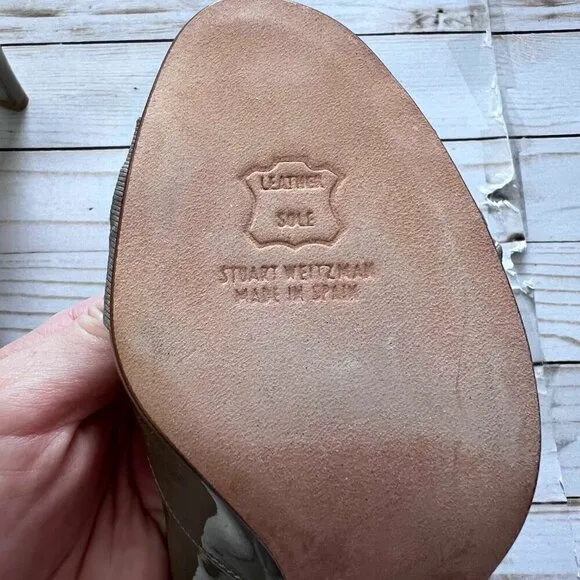 LEATHER
SOLE
STUART WEITZMAN
MADE IN SPAIN